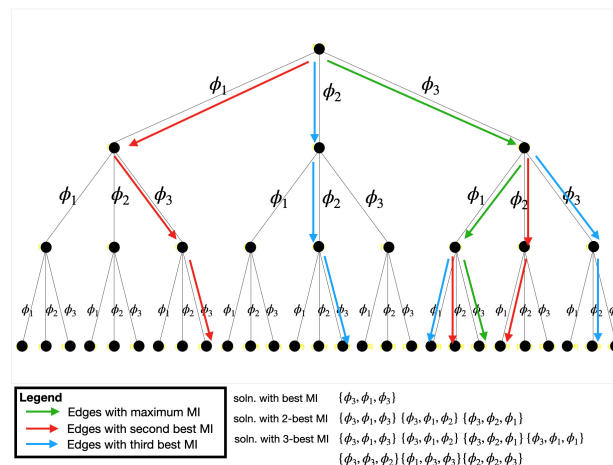 ϕ1 ϕ2 ϕ3
ϕ1 ϕ2 ϕ3 ϕ1 ϕ2 ϕ3 ϕ1 ϕ2 ϕ3
ϕ1 ϕ2 ϕ3 ϕ1 ϕ2 ϕ3 ϕ1 ϕ2 ϕ3 ϕ1 ϕ2 ϕ3 ϕ1 ϕ2 ϕ3 ϕ1 ϕ2 ϕ3 ϕ1 ϕ2 ϕ3 ϕ1 ϕ2 ϕ3 ϕ1 ϕ2
Legend
Edges with maximum MI
Edges with second best MI
Edges with third best MI
soln. with best MI {ϕ3, ϕ1, ϕ3}
soln. with 2-best MI {ϕ3, ϕ1, ϕ3} {ϕ3, ϕ1, ϕ2} {ϕ3, ϕ2, ϕ1}
soln. with 3-best MI {ϕ3, ϕ1, ϕ3} {ϕ3, ϕ1, ϕ2} {ϕ3, ϕ2, ϕ1} {ϕ3, ϕ1, ϕ1}
{ϕ3, ϕ3, ϕ2} {ϕ1, ϕ3, ϕ3} {ϕ2, ϕ2, ϕ3}